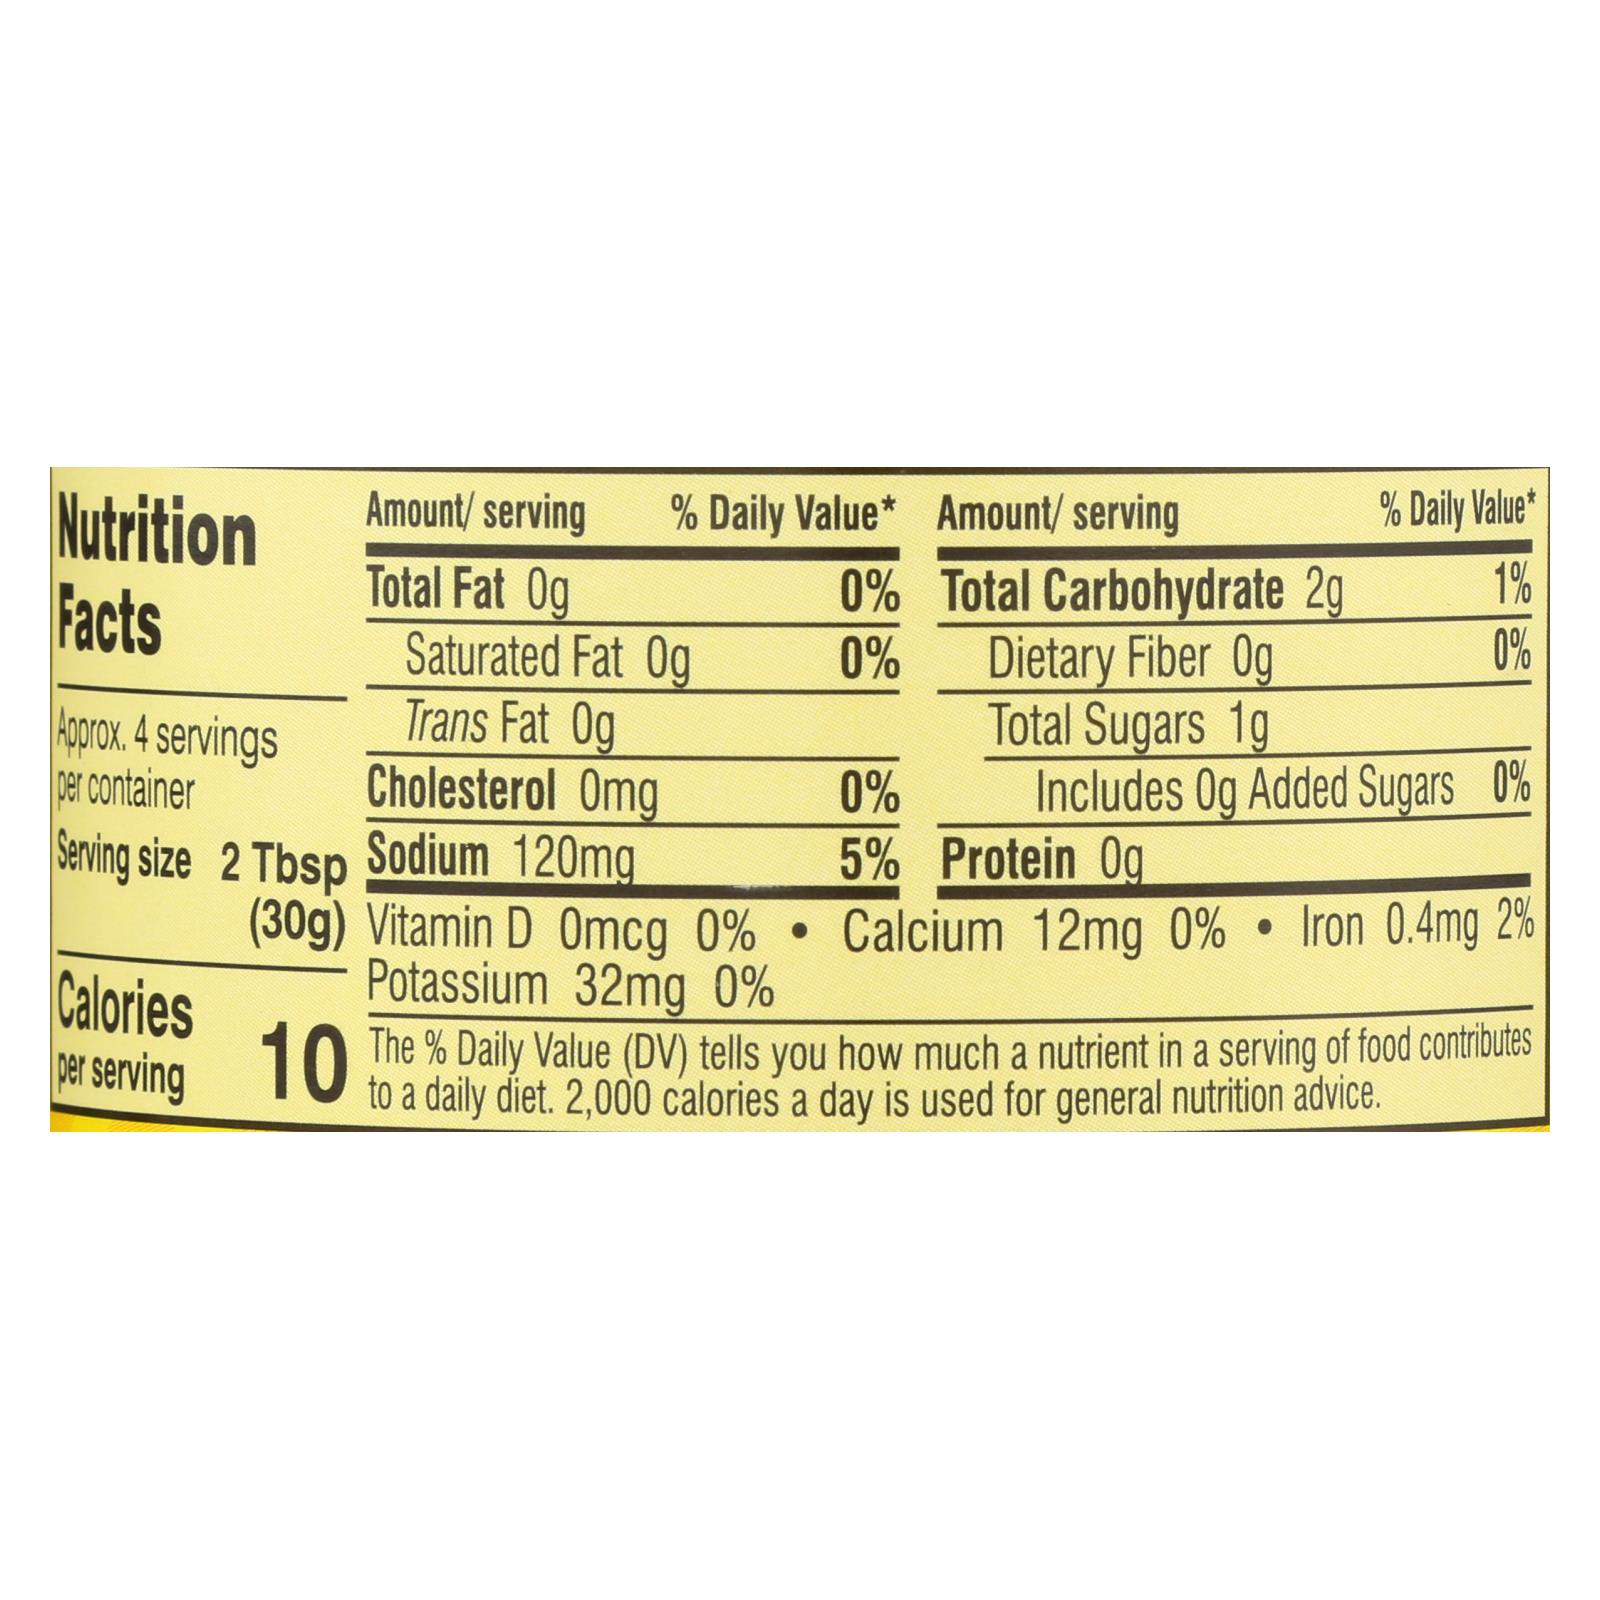 Nutrition
Facts
Approx. 4 servings
per container
Serving size 2 Tbsp
(30g)
Calories
per serving 10
Amount/ serving % Daily Value*
Total Fat 0g 0%
Saturated Fat 0g 0%
Trans Fat 0g
Cholesterol 0mg 0%
Sodium 120mg 5%
Amount/ serving % Daily Value*
Total Carbohydrate 2g 1%
Dietary Fiber 0g 0%
Total Sugars 1g
Includes 0g Added Sugars 0%
Protein 0g
Vitamin D 0mcg 0% • Calcium 12mg 0% • Iron 0.4mg 2%
Potassium 32mg 0%
The % Daily Value (DV) tells you how much a nutrient in a serving of food contributes
to a daily diet. 2,000 calories a day is used for general nutrition advice.